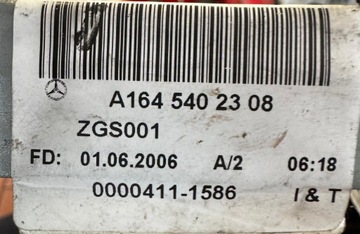 A164 540 23 08
ZGS001
FD: 01.06.2006 A/2 06:18
0000411-1586 I & T